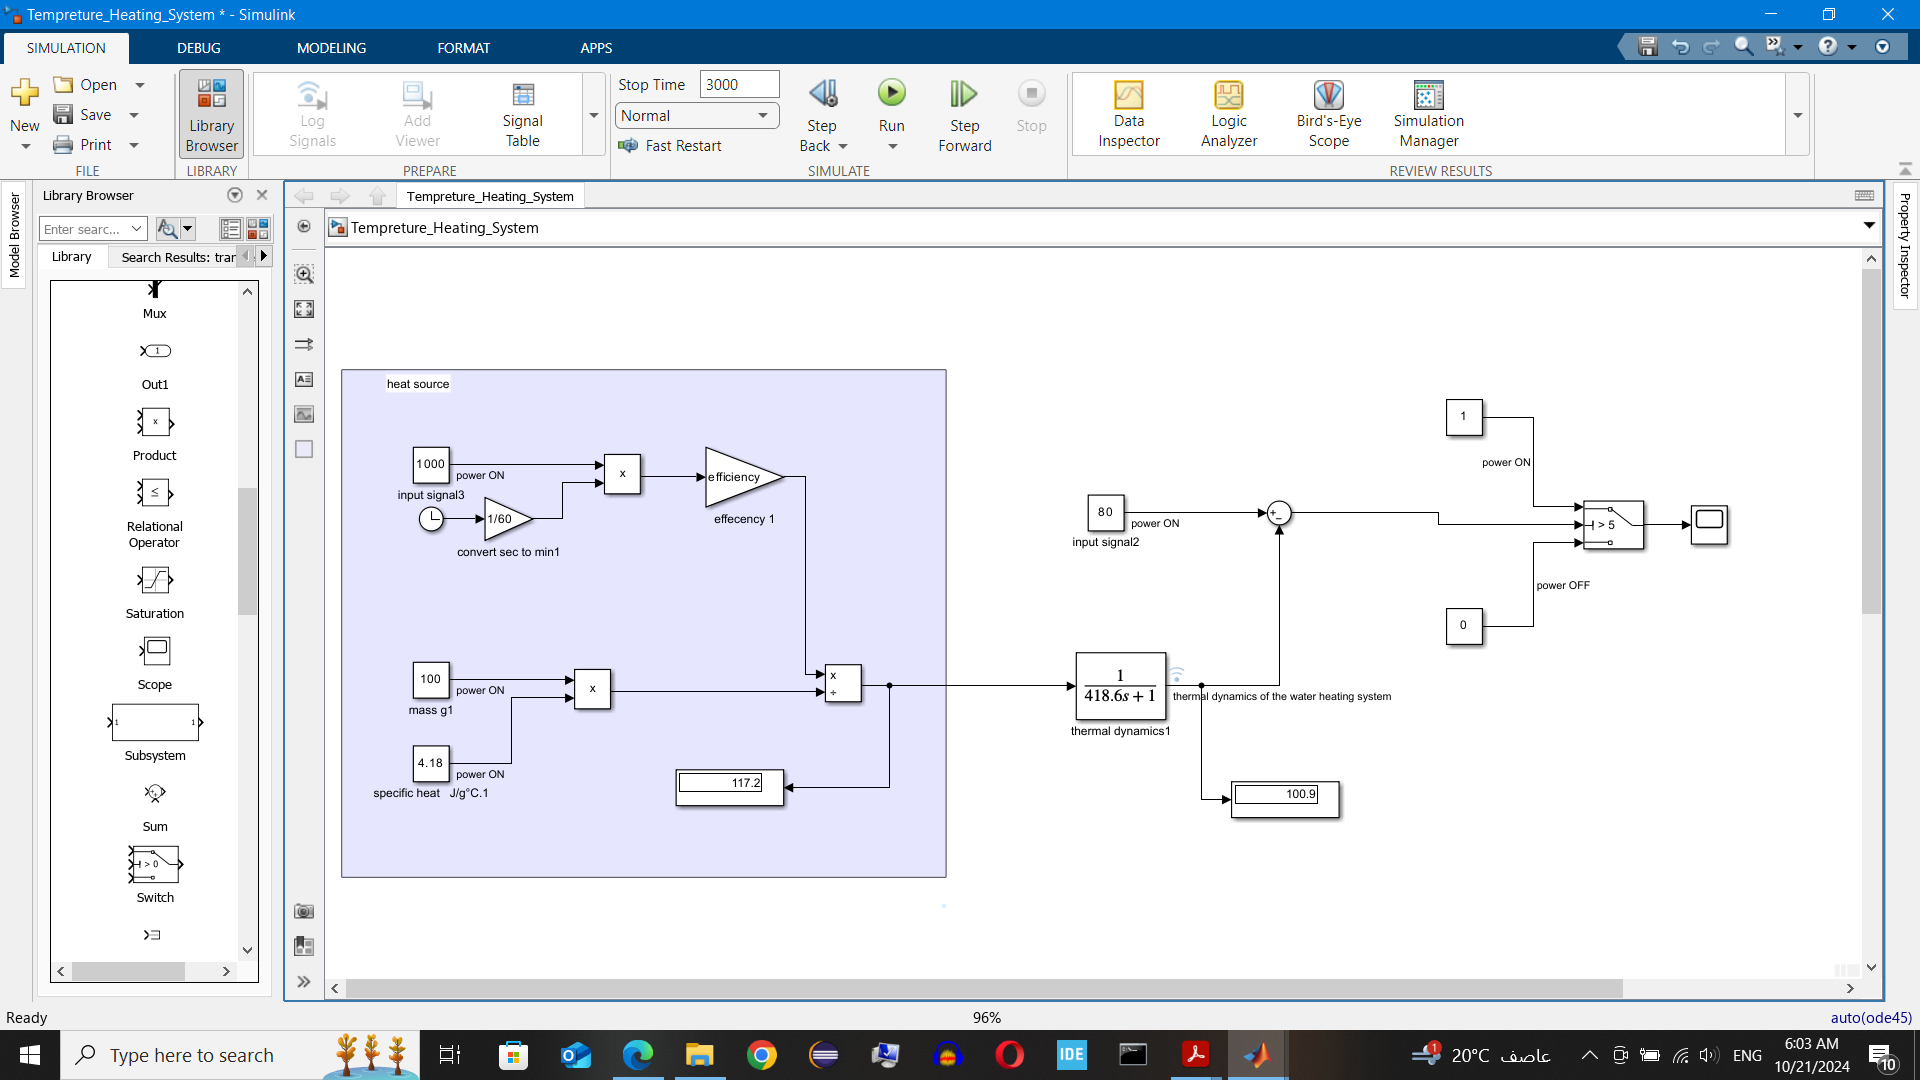 Tempreture_Heating_System * - Simulink
SIMULATION
DEBUG
MODELING
FORMAT
APPS
New
Open
Save
Print
FILE
Library
Browser
LIBRARY
Log
Signals
Add
Viewer
Signal
Table
PREPARE
Stop Time
3000
Normal
Fast Restart
Step
Back
Run
Step
Forward
Stop
SIMULATE
Data
Inspector
Logic
Analyzer
Bird's-Eye
Scope
Simulation
Manager
REVIEW RESULTS
Model Browser
Library Browser
Enter searc...
Library
Search Results: tran
Mux
1
Out1
x
Product
≤
Relational
Operator
Saturation
Scope
1
1
Subsystem
Sum
> 0
Switch
Tempreture_Heating_System
Tempreture_Heating_System
Property Inspector
heat source
1000
power ON
input signal3
1/60
convert sec to min1
x
efficiency
effecency 1
100
power ON
mass g1
x
4.18
power ON
specific heat J/g°C.1
x
÷
117.2
1
418.6s + 1
thermal dynamics1
thermal dynamics of the water heating system
100.9
80
power ON
input signal2
+
−
1
power ON
> 5
power OFF
0
Ready
96%
auto(ode45)
Type here to search
IDE
1
20°C عاصف
ENG
6:03 AM
10/21/2024
10